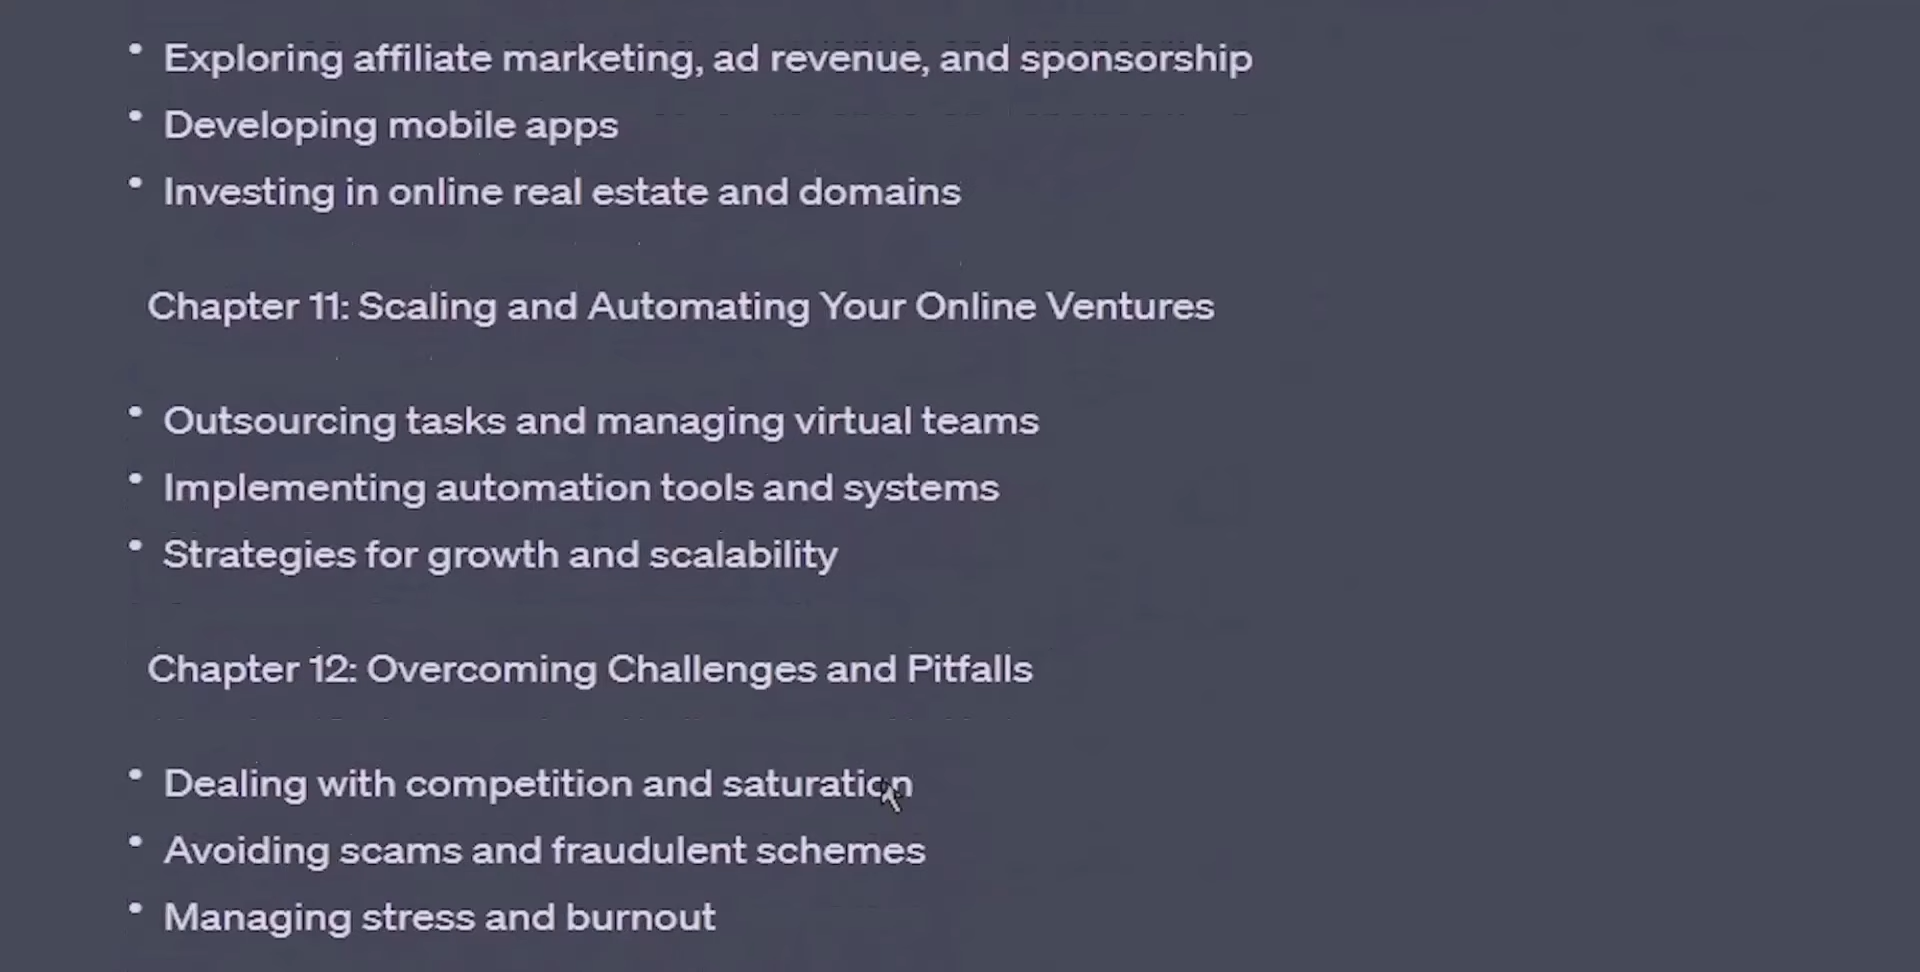 • Exploring affiliate marketing, ad revenue, and sponsorship
• Developing mobile apps
• Investing in online real estate and domains
Chapter 11: Scaling and Automating Your Online Ventures
• Outsourcing tasks and managing virtual teams
• Implementing automation tools and systems
• Strategies for growth and scalability
Chapter 12: Overcoming Challenges and Pitfalls
• Dealing with competition and saturation
• Avoiding scams and fraudulent schemes
• Managing stress and burnout